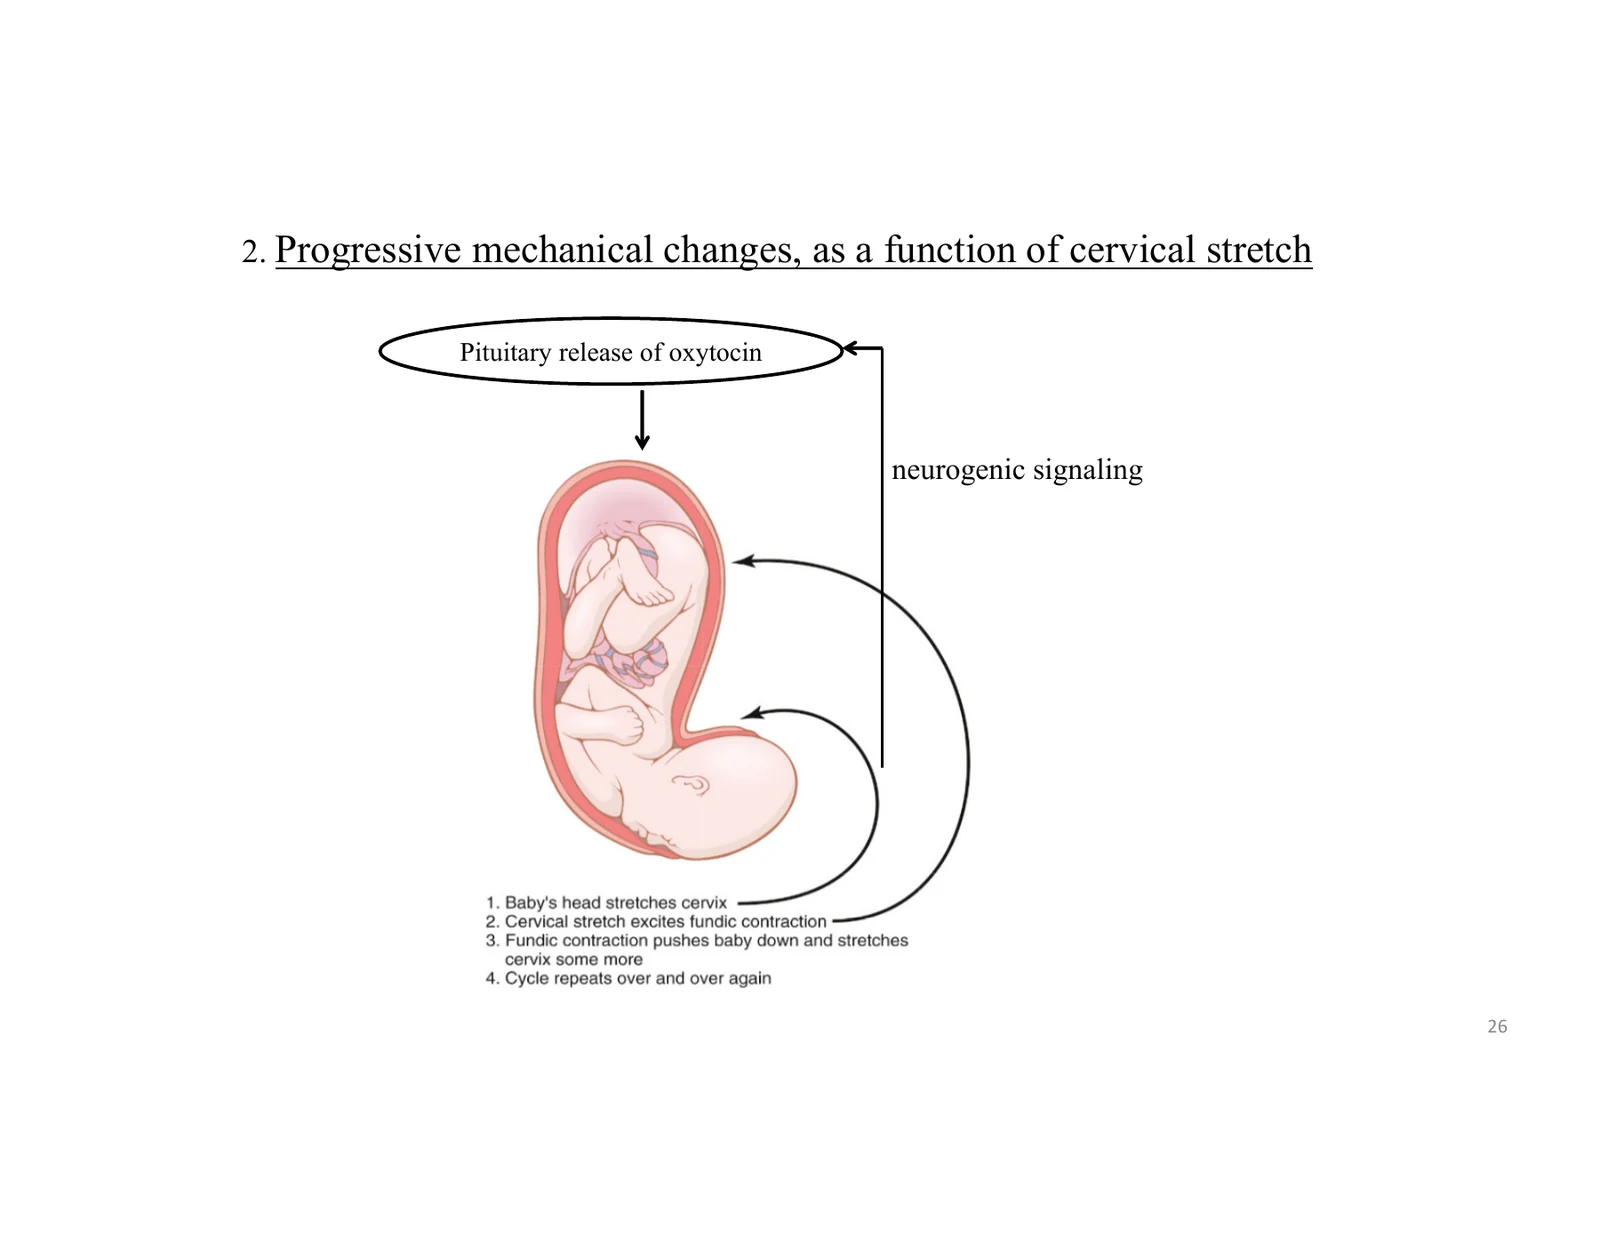 2. Progressive mechanical changes, as a function of cervical stretch
Pituitary release of oxytocin
neurogenic signaling
1. Baby's head stretches cervix
2. Cervical stretch excites fundic contraction
3. Fundic contraction pushes baby down and stretches
cervix some more
4. Cycle repeats over and over again
26